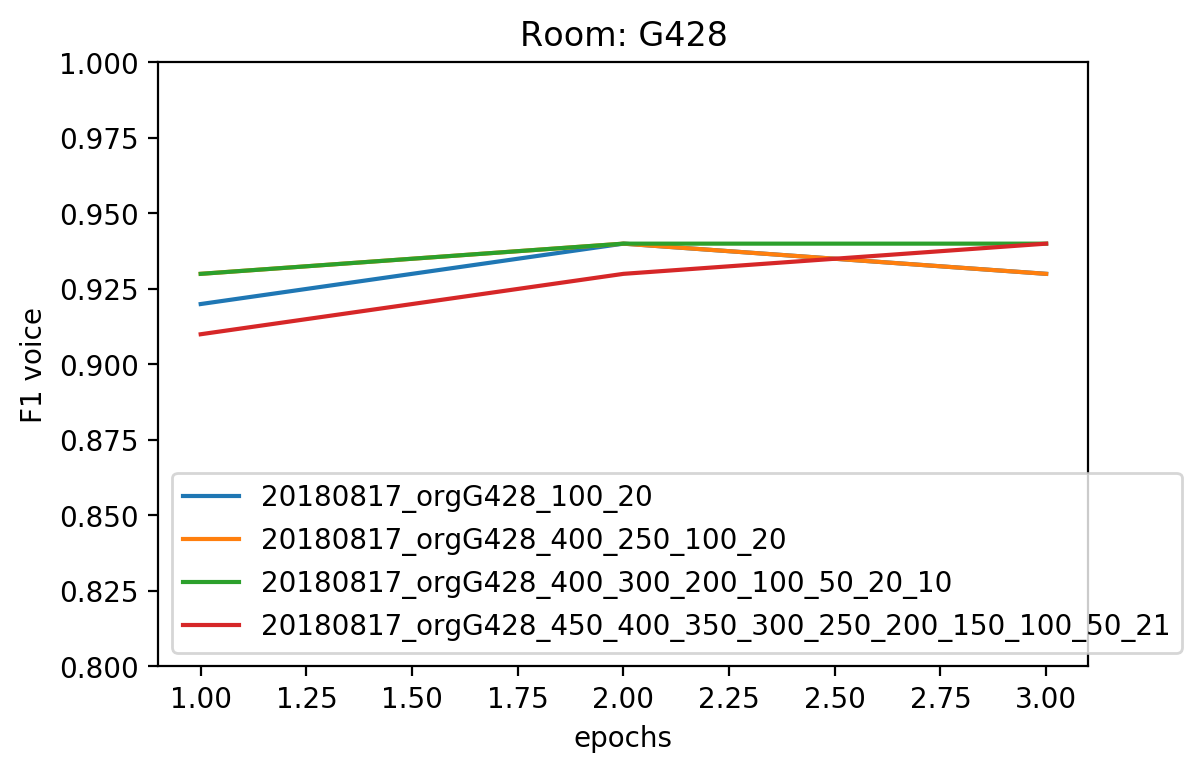 Room: G428
1.000
0.975
0.950
0.925
0.900
0.875
0.850
0.825
0.800
F1 voice
20180817_orgG428_100_20
20180817_orgG428_400_250_100_20
20180817_orgG428_400_300_200_100_50_20_10
20180817_orgG428_450_400_350_300_250_200_150_100_50_21
1.00 1.25 1.50 1.75 2.00 2.25 2.50 2.75 3.00
epochs